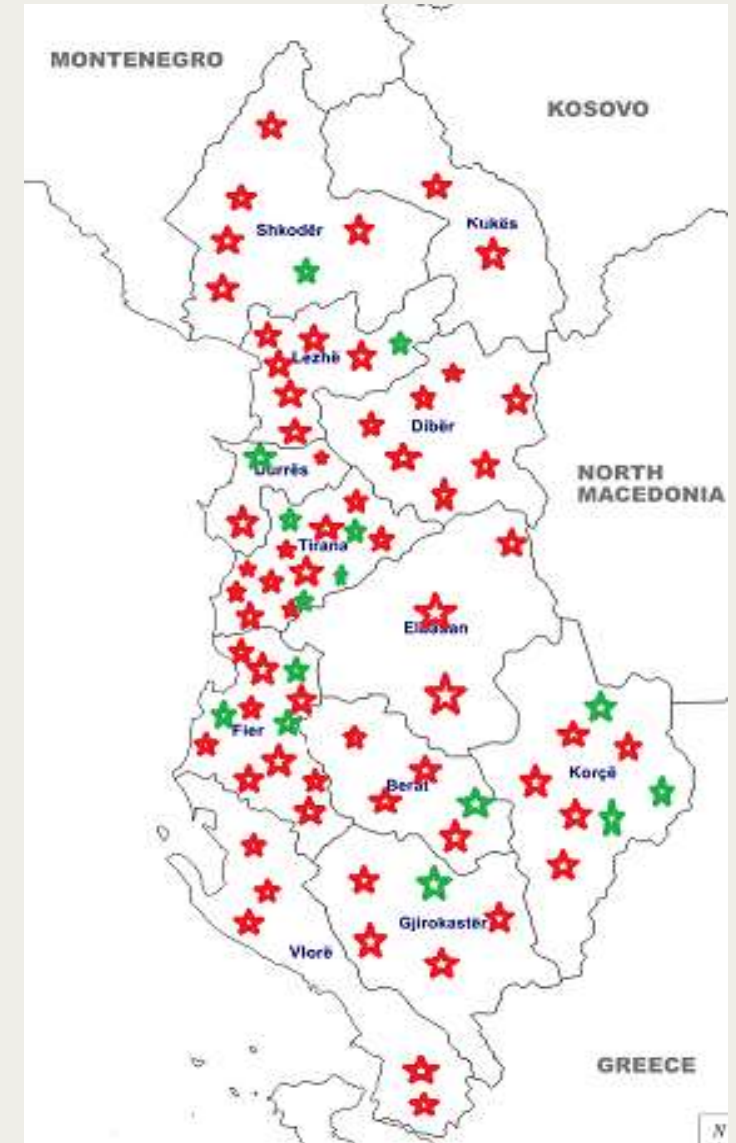 MONTENEGRO
KOSOVO
Shkodër
Kukës
Lezhë
Dibër
Durrës
NORTH
MACEDONIA
Tirana
Elbasan
Fier
Korçë
Berat
Gjirokastër
Vlorë
GREECE
N